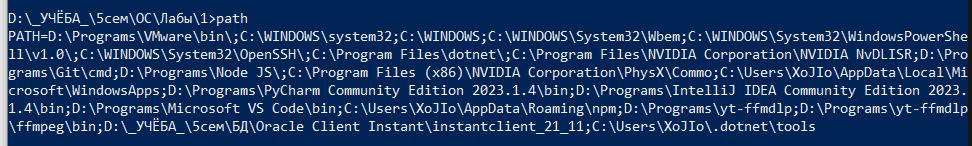 D:\_УЧЁБА_\5сем\ОС\Лабы\1>path
PATH=D:\Programs\VMware\bin\;C:\WINDOWS\system32;C:\WINDOWS;C:\WINDOWS\System32\Wbem;C:\WINDOWS\System32\WindowsPowerShe
ll\v1.0\;C:\WINDOWS\System32\OpenSSH\;C:\Program Files\dotnet\;C:\Program Files\NVIDIA Corporation\NVIDIA NvDLISR;D:\Pro
grams\Git\cmd;D:\Programs\Node JS\;C:\Program Files (x86)\NVIDIA Corporation\PhysX\Commo;C:\Users\XoJIo\AppData\Local\Mi
crosoft\WindowsApps;D:\Programs\PyCharm Community Edition 2023.1.4\bin;D:\Programs\IntelliJ IDEA Community Edition 2023.
1.4\bin;D:\Programs\Microsoft VS Code\bin;C:\Users\XoJIo\AppData\Roaming\npm;D:\Programs\yt-ffmdlp;D:\Programs\yt-ffmdlp
\ffmpeg\bin;D:\_УЧЁБА_\5сем\БД\Oracle Client Instant\instantclient_21_11;C:\Users\XoJIo\.dotnet\tools